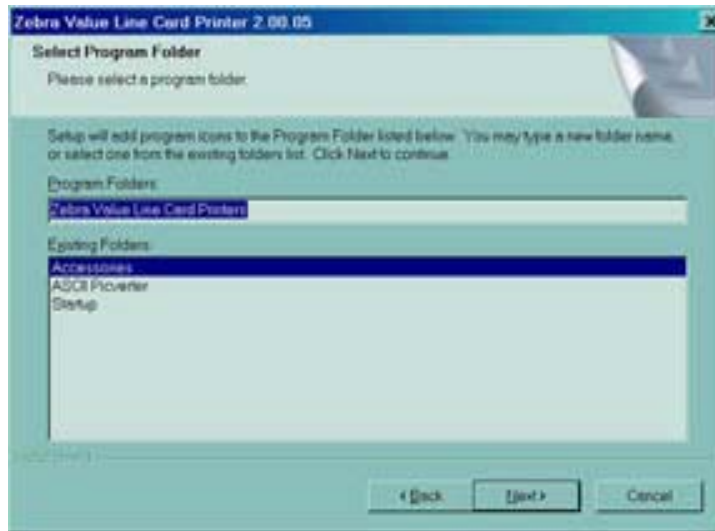 Zebra Value Line Card Printer 2.00.05
Select Program Folder
Please select a program folder.
Setup will add program icons to the Program Folder listed below. You may type a new folder name,
or select one from the existing folders list. Click Next to continue.
Program Folders:
Zebra Value Line Card Printers
Existing Folders:
Accessories
ASCII Picverter
Startup
< Back
Next >
Cancel